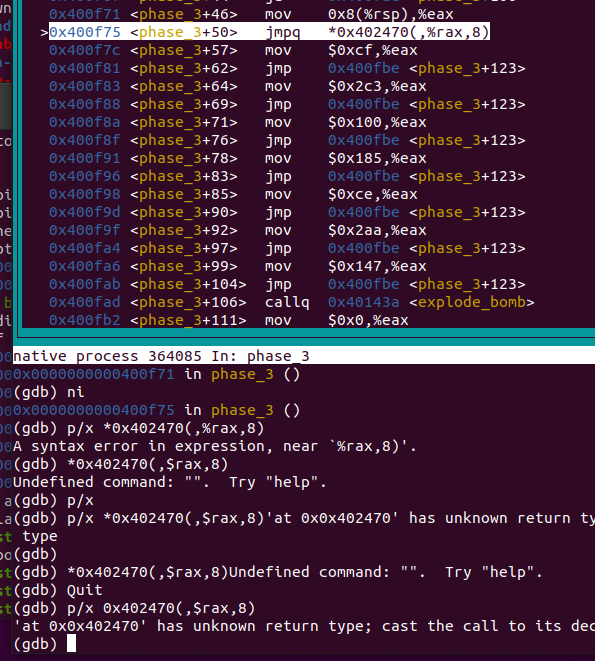 0x400f71 <phase_3+46> mov 0x8(%rsp),%eax
>0x400f75 <phase_3+50> jmpq *0x402470(,%rax,8)
0x400f7c <phase_3+57> mov $0xcf,%eax
0x400f81 <phase_3+62> jmp 0x400fbe <phase_3+123>
0x400f83 <phase_3+64> mov $0x2c3,%eax
0x400f88 <phase_3+69> jmp 0x400fbe <phase_3+123>
0x400f8a <phase_3+71> mov $0x100,%eax
0x400f8f <phase_3+76> jmp 0x400fbe <phase_3+123>
0x400f91 <phase_3+78> mov $0x185,%eax
0x400f96 <phase_3+83> jmp 0x400fbe <phase_3+123>
0x400f98 <phase_3+85> mov $0xce,%eax
0x400f9d <phase_3+90> jmp 0x400fbe <phase_3+123>
0x400f9f <phase_3+92> mov $0x2aa,%eax
0x400fa4 <phase_3+97> jmp 0x400fbe <phase_3+123>
0x400fa6 <phase_3+99> mov $0x147,%eax
0x400fab <phase_3+104> jmp 0x400fbe <phase_3+123>
0x400fad <phase_3+106> callq 0x40143a <explode_bomb>
0x400fb2 <phase_3+111> mov $0x0,%eax
native process 364085 In: phase_3
0x0000000000400f71 in phase_3 ()
(gdb) ni
0x0000000000400f75 in phase_3 ()
(gdb) p/x *0x402470(,%rax,8)
A syntax error in expression, near `%rax,8)'.
(gdb) *0x402470(,$rax,8)
Undefined command: "". Try "help".
(gdb) p/x
(gdb) p/x *0x402470(,$rax,8)'at 0x0x402470' has unknown return ty
type
(gdb)
(gdb) *0x402470(,$rax,8)Undefined command: "". Try "help".
(gdb) Quit
(gdb) p/x 0x402470(,$rax,8)
'at 0x0x402470' has unknown return type; cast the call to its dec
(gdb)